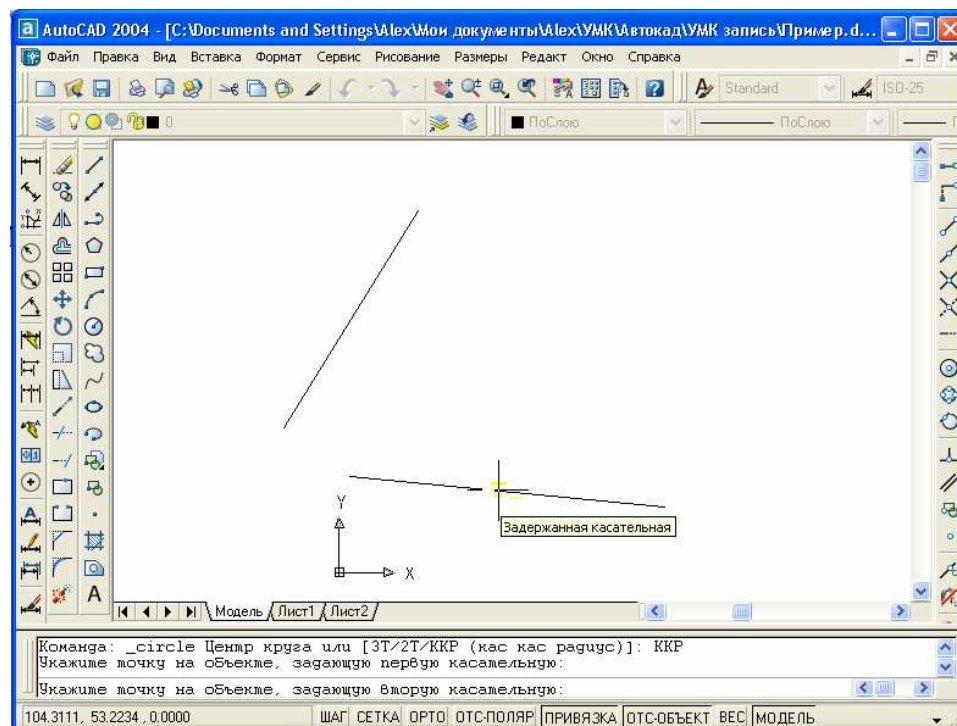 AutoCAD 2004 - [C:\Documents and Settings\Alex\Мои документы\Alex\УМК\Автокад\УМК запись\Пример.d...
Файл Правка Вид Вставка Формат Сервис Рисование Размеры Редакт Окно Справка
Standard ISO-25
0 ПоСлою ПоСлою
Y
Задержанная касательная
X
A
Модель Лист1 Лист2
Команда: _circle Центр круга или [3Т/2Т/ККР (кас кас радиус)]: ККР
Укажите точку на объекте, задающую первую касательную:
Укажите точку на объекте, задающую вторую касательную:
104.3111, 53.2234 , 0.0000 ШАГ СЕТКА ОРТО ОТС-ПОЛЯР ПРИВЯЗКА ОТС-ОБЪЕКТ ВЕС МОДЕЛЬ